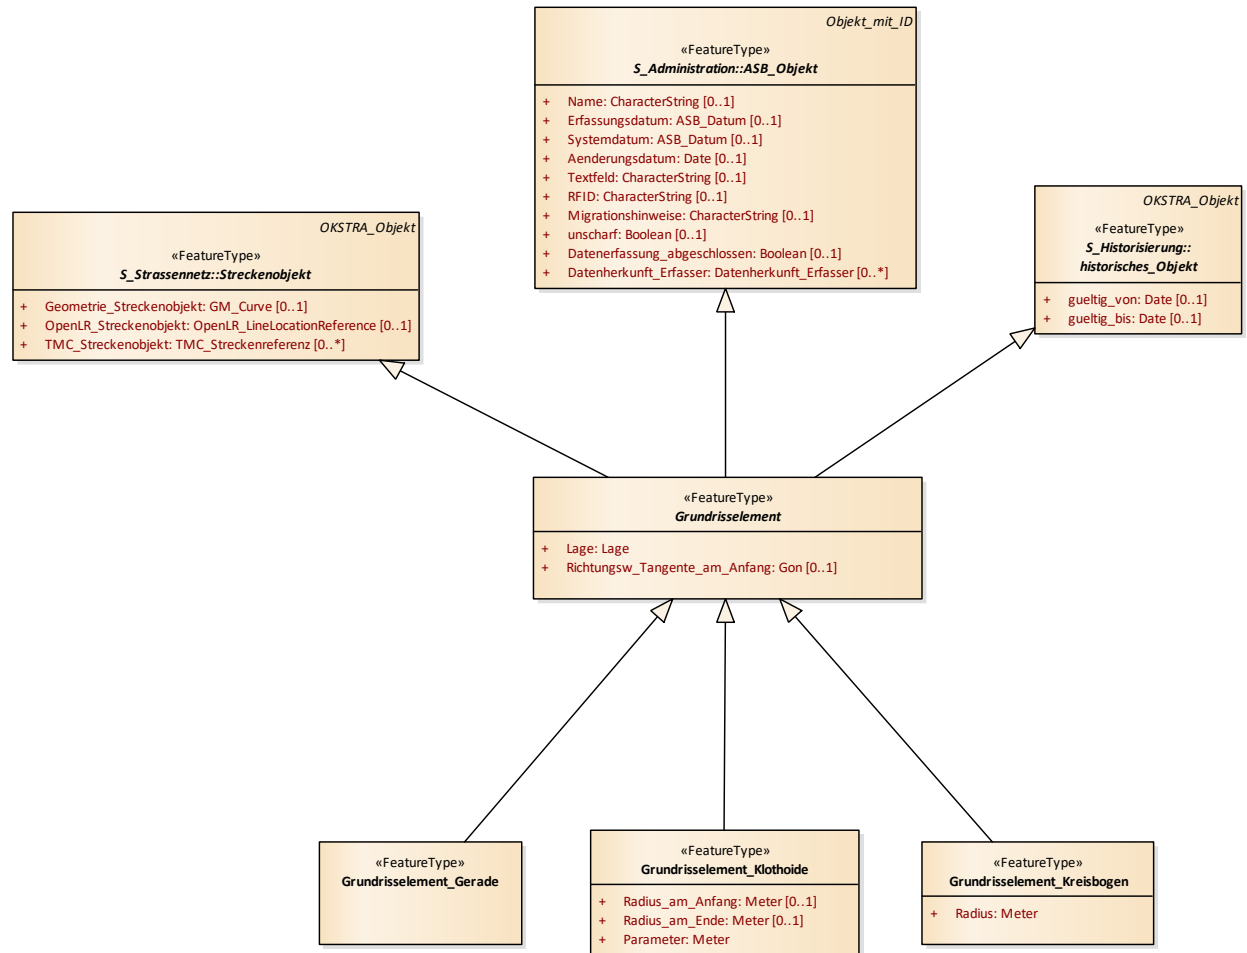 Objekt_mit_ID
«FeatureType»
S_Administration::ASB_Objekt
+ Name: CharacterString [0..1]
+ Erfassungsdatum: ASB_Datum [0..1]
+ Systemdatum: ASB_Datum [0..1]
+ Aenderungsdatum: Date [0..1]
+ Textfeld: CharacterString [0..1]
+ RFID: CharacterString [0..1]
+ Migrationshinweise: CharacterString [0..1]
+ unscharf: Boolean [0..1]
+ Datenerfassung_abgeschlossen: Boolean [0..1]
+ Datenherkunft_Erfasser: Datenherkunft_Erfasser [0..*]
OKSTRA_Objekt
«FeatureType»
S_Strassennetz::Streckenobjekt
+ Geometrie_Streckenobjekt: GM_Curve [0..1]
+ OpenLR_Streckenobjekt: OpenLR_LineLocationReference [0..1]
+ TMC_Streckenobjekt: TMC_Streckenreferenz [0..*]
OKSTRA_Objekt
«FeatureType»
S_Historisierung::
historisches_Objekt
+ gueltig_von: Date [0..1]
+ gueltig_bis: Date [0..1]
«FeatureType»
Grundrisselement
+ Lage: Lage
+ Richtungsw_Tangente_am_Anfang: Gon [0..1]
«FeatureType»
Grundrisselement_Gerade
«FeatureType»
Grundrisselement_Klothoide
+ Radius_am_Anfang: Meter [0..1]
+ Radius_am_Ende: Meter [0..1]
+ Parameter: Meter
«FeatureType»
Grundrisselement_Kreisbogen
+ Radius: Meter